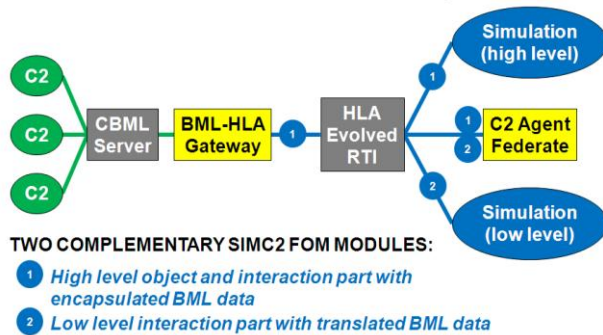 Simulation
(high level)
C2
1
CBML
Server
BML-HLA
Gateway
HLA
Evolved
RTI
C2
1
1
2
C2 Agent
Federate
C2
2
Simulation
(low level)
TWO COMPLEMENTARY SIMC2 FOM MODULES:
1 High level object and interaction part with
encapsulated BML data
2 Low level interaction part with translated BML data